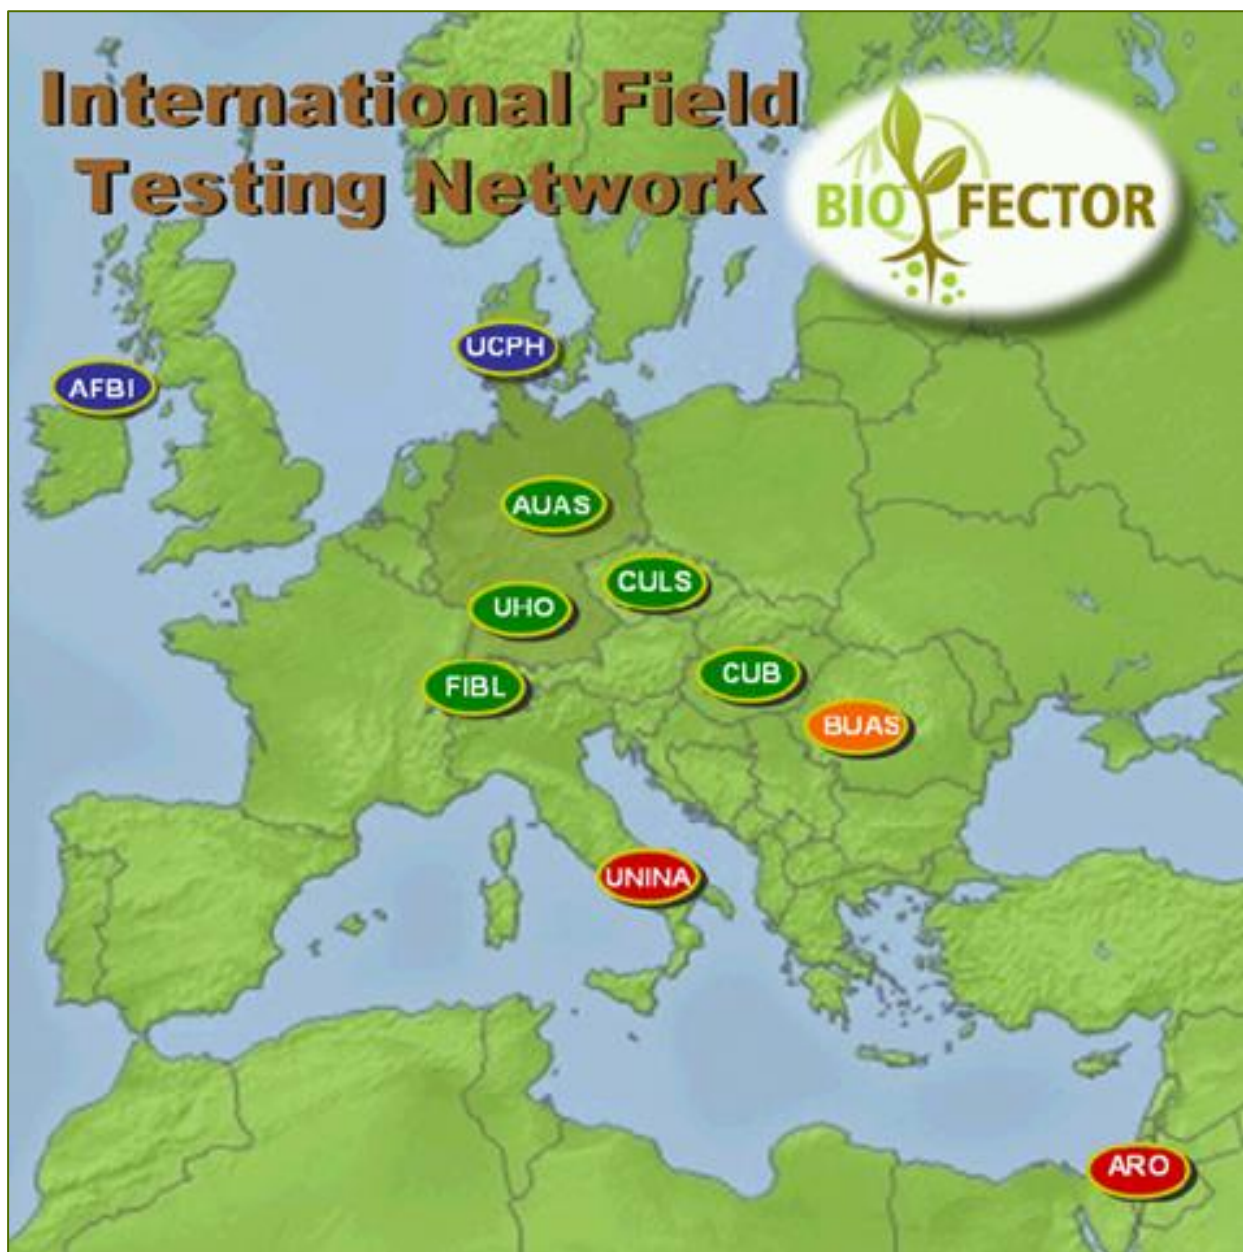 International Field
Testing Network
BIO FECTOR
UCPH
AFBI
AUAS
CULS
UHO
CUB
FIBL
BUAS
UNINA
ARO